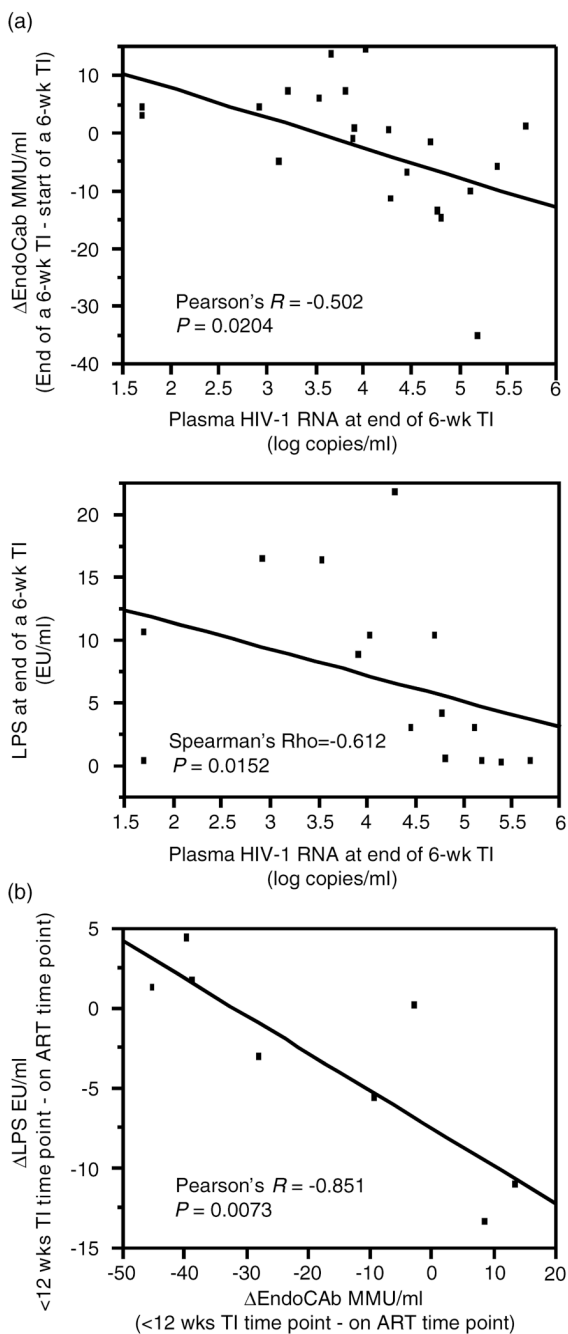 (a)
ΔEndoCab MMU/ml
(End of a 6-wk TI - start of a 6-wk TI)
10
0
-10
-20
-30
-40
Pearson's R = -0.502
P = 0.0204
1.5 2 2.5 3 3.5 4 4.5 5 5.5 6
Plasma HIV-1 RNA at end of 6-wk TI
(log copies/ml)
LPS at end of a 6-wk TI
(EU/ml)
20
15
10
5
0
Spearman's Rho=-0.612
P = 0.0152
1.5 2 2.5 3 3.5 4 4.5 5 5.5 6
Plasma HIV-1 RNA at end of 6-wk TI
(log copies/ml)
(b)
ΔLPS EU/ml
<12 wks TI time point - on ART time point)
5
0
-5
-10
-15
Pearson's R = -0.851
P = 0.0073
-50 -40 -30 -20 -10 0 10 20
ΔEndoCAb MMU/ml
(<12 wks TI time point - on ART time point)